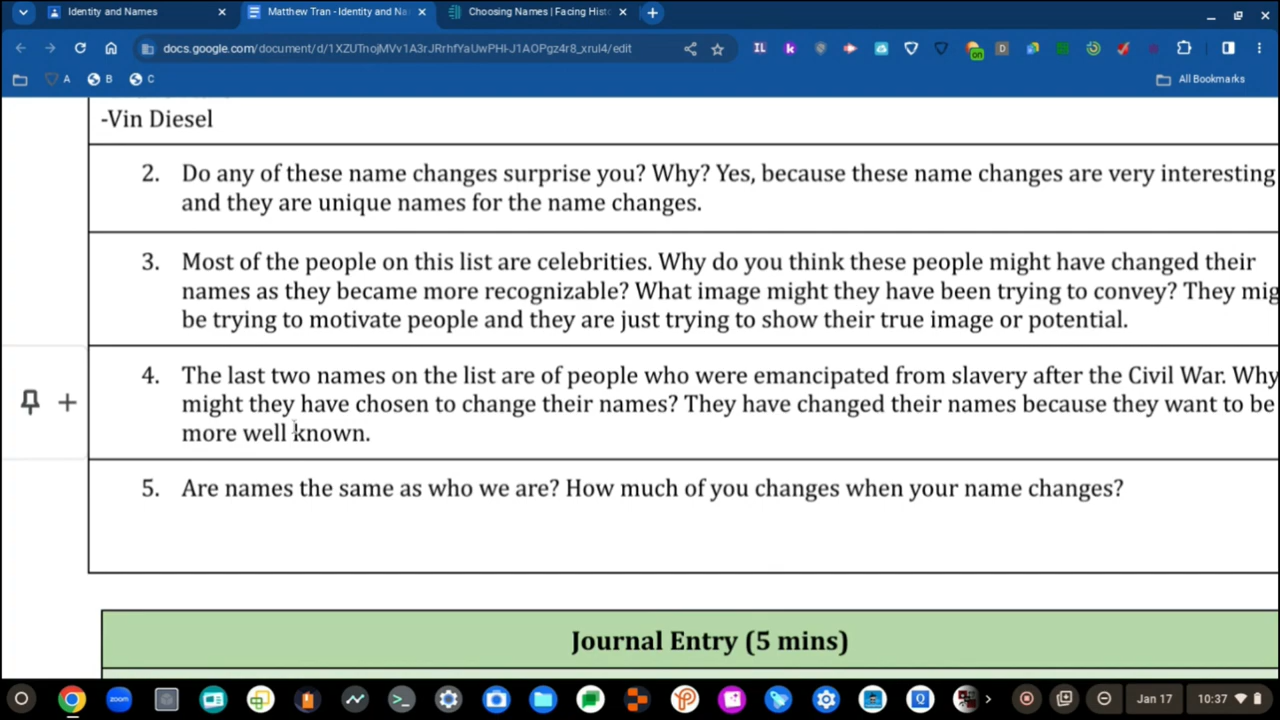 Identity and Names
Matthew Tran - Identity and Na
Choosing Names | Facing Histo
docs.google.com/document/d/1XZUTnojMVv1A3rJRrhfYaUwPHI-J1AOPgz4r8_xrul4/edit
A
B
C
All Bookmarks
-Vin Diesel
2. Do any of these name changes surprise you? Why? Yes, because these name changes are very interesting
and they are unique names for the name changes.
3. Most of the people on this list are celebrities. Why do you think these people might have changed their
names as they became more recognizable? What image might they have been trying to convey? They mig
be trying to motivate people and they are just trying to show their true image or potential.
4. The last two names on the list are of people who were emancipated from slavery after the Civil War. Why
might they have chosen to change their names? They have changed their names because they want to be
more well known.
5. Are names the same as who we are? How much of you changes when your name changes?
Journal Entry (5 mins)
zoom
Jan 17
10:37